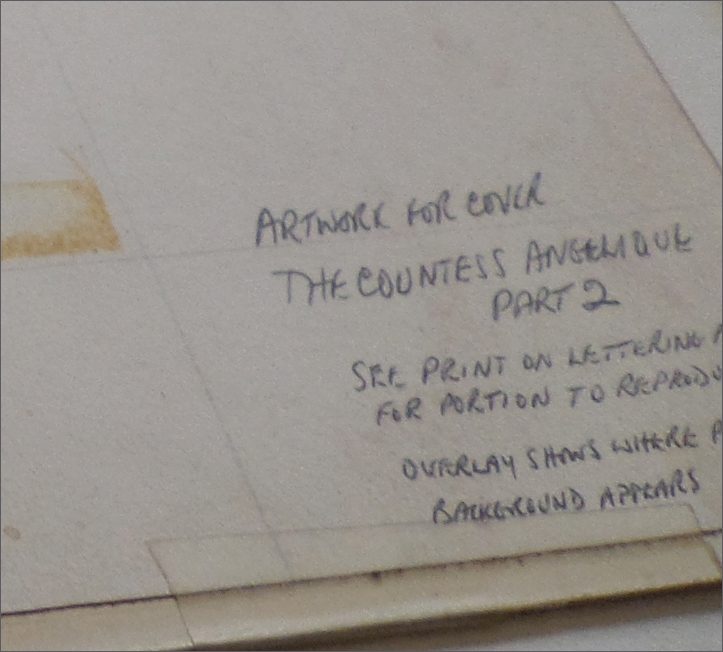 ARTWORK FOR COVER
THE COUNTESS ANGELIQUE
PART 2
SEE PRINT ON LETTERING
FOR PORTION TO
OVERLAY SHOWS WHERE
BACKGROUND APPEARS